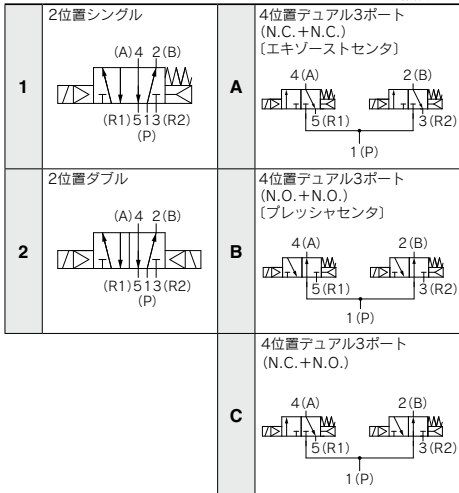 1
2位置シングル
(A)4 2(B)
(R1) 5 1 3 (R2)
(P)
2
2位置ダブル
(A)4 2(B)
(R1) 5 1 3 (R2)
(P)
A
4位置デュアル3ポート
(N.C.+N.C.)
〔エキゾーストセンタ〕
4(A) 2(B)
5(R1) 3(R2)
1(P)
B
4位置デュアル3ポート
(N.O.+N.O.)
〔プレッシャセンタ〕
4(A) 2(B)
5(R1) 3(R2)
1(P)
C
4位置デュアル3ポート
(N.C.+N.O.)
4(A) 2(B)
5(R1) 3(R2)
1(P)